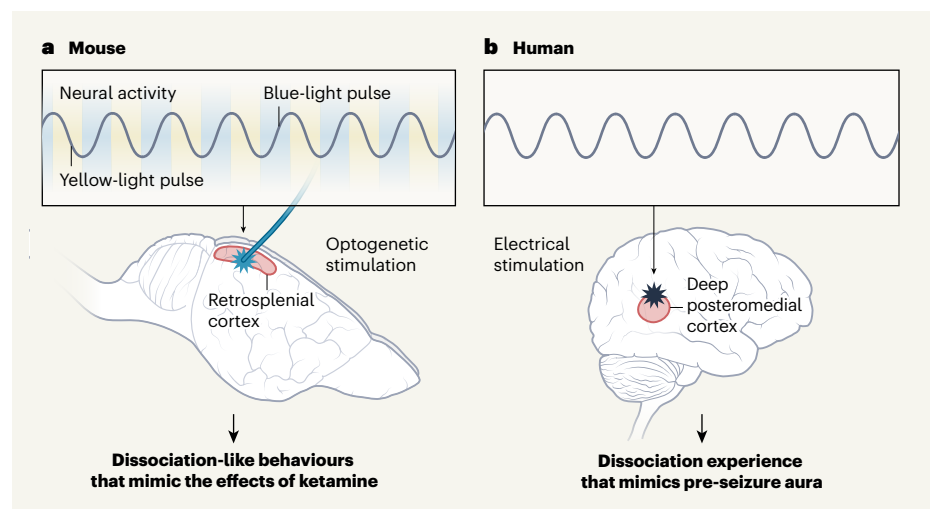 a Mouse
Neural activity
Blue-light pulse
Yellow-light pulse
Optogenetic
stimulation
Retrosplenial
cortex
Dissociation-like behaviours
that mimic the effects of ketamine
b Human
Electrical
stimulation
Deep
posteromedial
cortex
Dissociation experience
that mimics pre-seizure aura